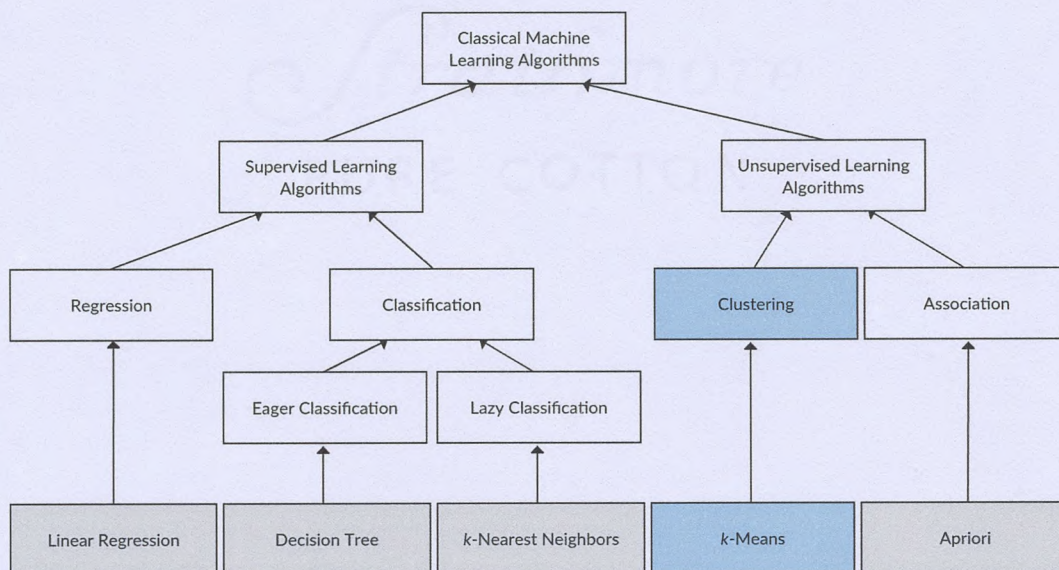 Classical Machine
Learning Algorithms
Supervised Learning
Algorithms
Unsupervised Learning
Algorithms
Regression
Classification
Clustering
Association
Eager Classification
Lazy Classification
Linear Regression
Decision Tree
k-Nearest Neighbors
k-Means
Apriori